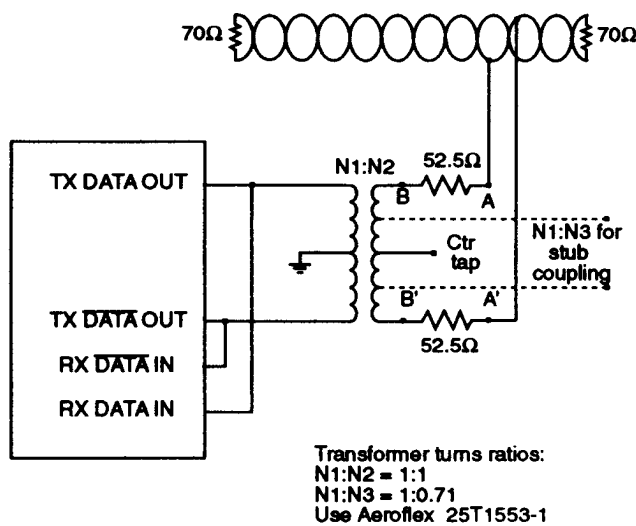 70Ω
70Ω
N1:N2
52.5Ω
TX DATA OUT
B
A
N1:N3 for
stub
coupling
Ctr
tap
B'
A'
TX D̅A̅T̅A̅ OUT
52.5Ω
RX D̅A̅T̅A̅ IN
RX DATA IN
Transformer turns ratios:
N1:N2 = 1:1
N1:N3 = 1:0.71
Use Aeroflex 25T1553-1